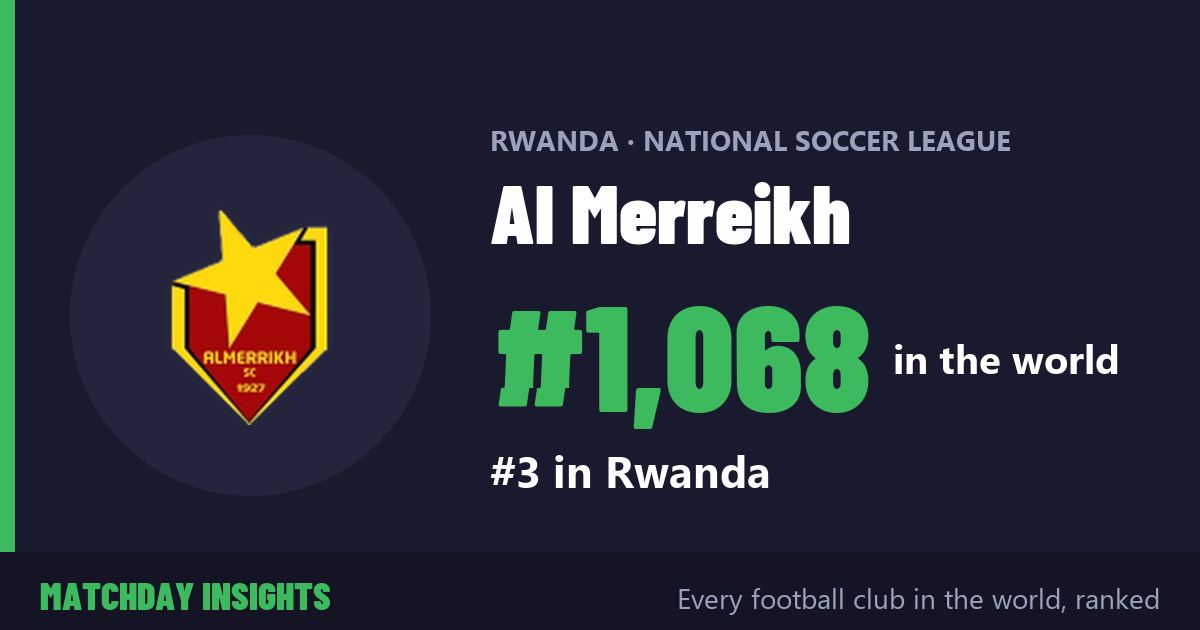 RWANDA · NATIONAL SOCCER LEAGUE
Al Merreikh
#1,068 in the world
#3 in Rwanda
ALMERRIKH
SC
1927
MATCHDAY INSIGHTS
Every football club in the world, ranked